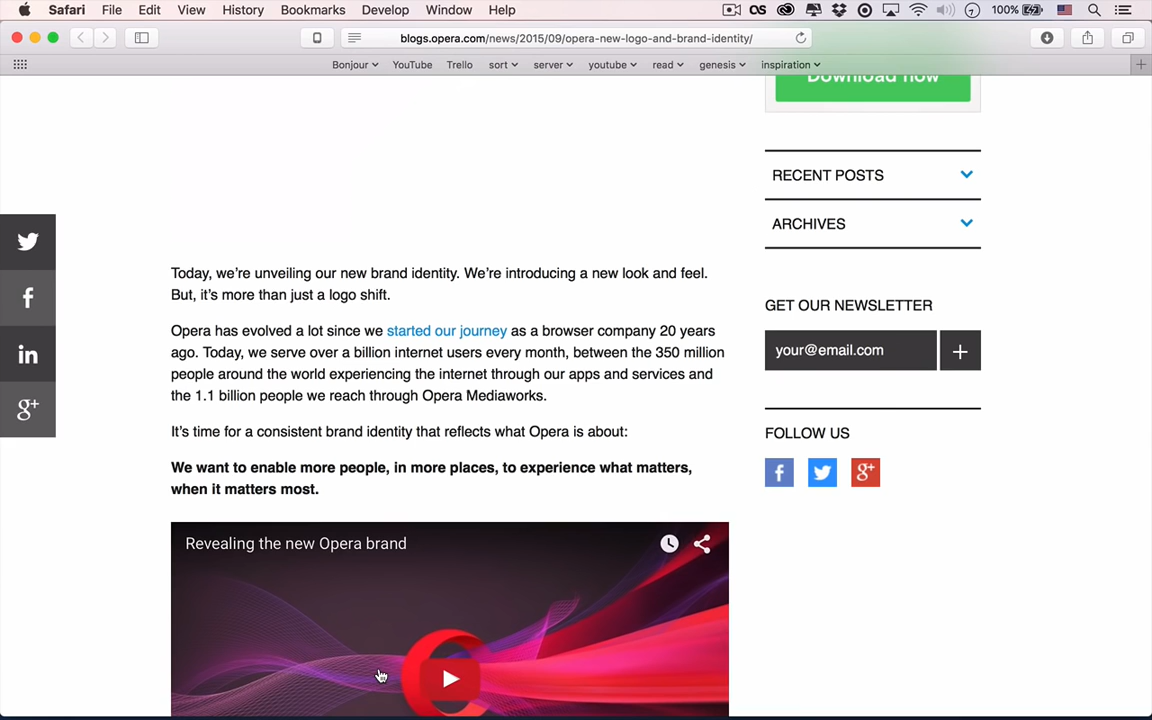 Safari File Edit View History Bookmarks Develop Window Help 100%
blogs.opera.com/news/2015/09/opera-new-logo-and-brand-identity/
Bonjour YouTube Trello sort server youtube read genesis inspiration
Download now
RECENT POSTS
ARCHIVES
GET OUR NEWSLETTER
your@email.com +
FOLLOW US
f g+
f
in
g+
Today, we’re unveiling our new brand identity. We’re introducing a new look and feel.
But, it’s more than just a logo shift.
Opera has evolved a lot since we started our journey as a browser company 20 years
ago. Today, we serve over a billion internet users every month, between the 350 million
people around the world experiencing the internet through our apps and services and
the 1.1 billion people we reach through Opera Mediaworks.
It’s time for a consistent brand identity that reflects what Opera is about:
We want to enable more people, in more places, to experience what matters,
when it matters most.
Revealing the new Opera brand